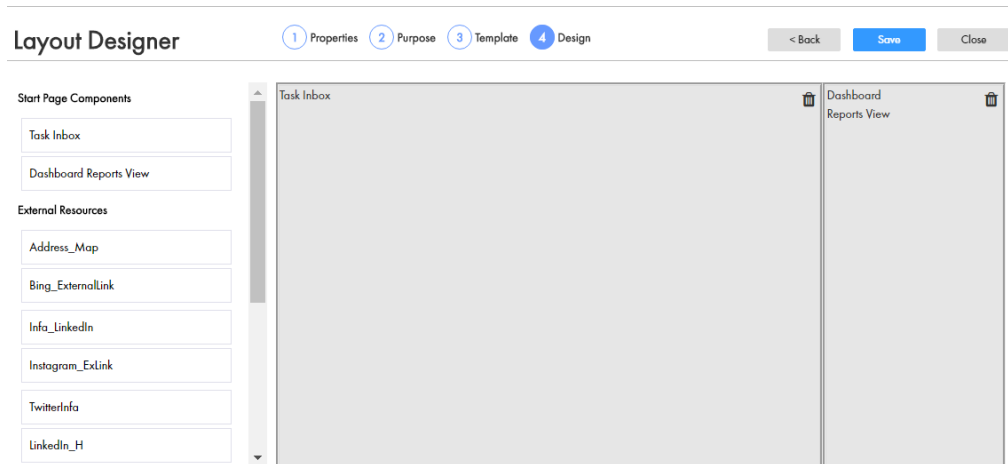 Layout Designer
1 Properties 2 Purpose 3 Template 4 Design
< Back Save Close
Start Page Components
Task Inbox
Dashboard Reports View
External Resources
Address_Map
Bing_ExternalLink
Infa_LinkedIn
Instagram_ExLink
TwitterInfa
LinkedIn_H
Task Inbox
Dashboard
Reports View